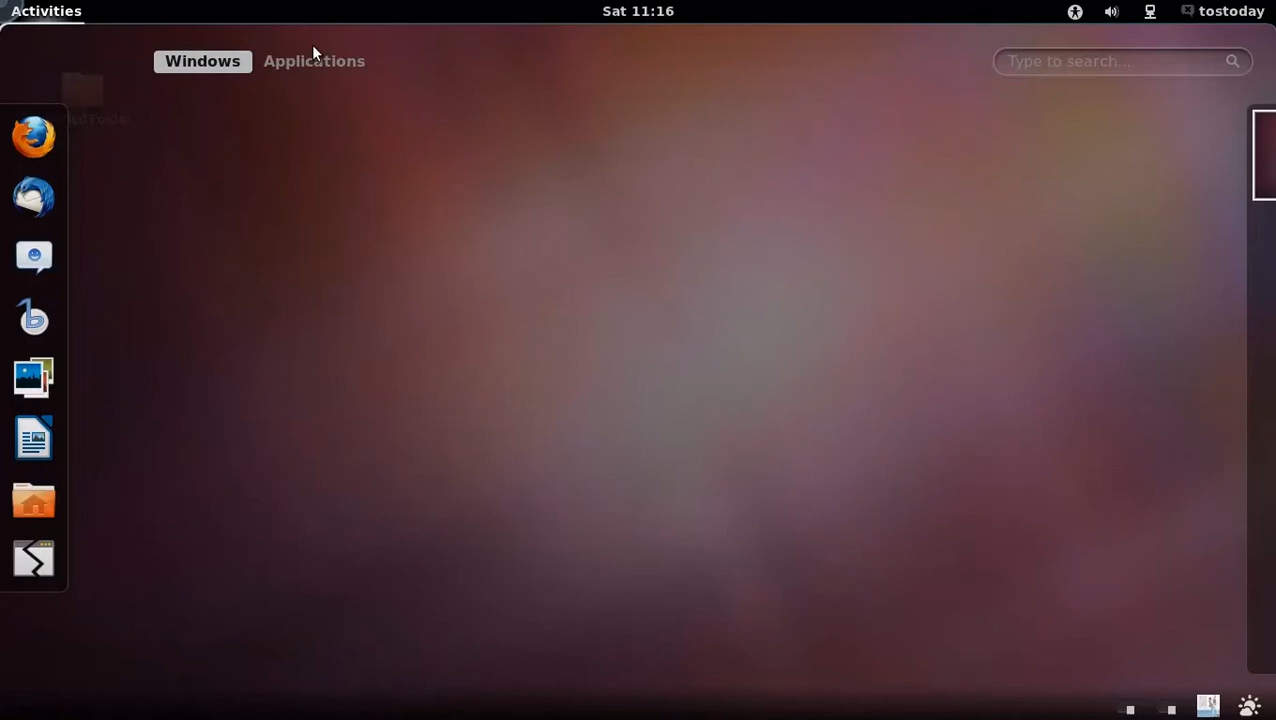 Activities
Sat 11:16
tostoday
Windows
Applications
Type to search...